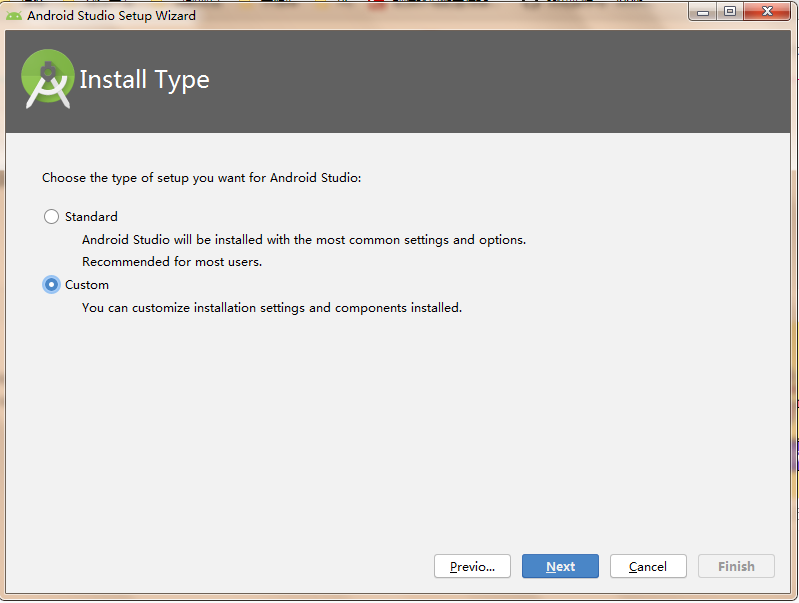 Android Studio Setup Wizard
Install Type
Choose the type of setup you want for Android Studio:
Standard
Android Studio will be installed with the most common settings and options.
Recommended for most users.
Custom
You can customize installation settings and components installed.
Previo... Next Cancel Finish